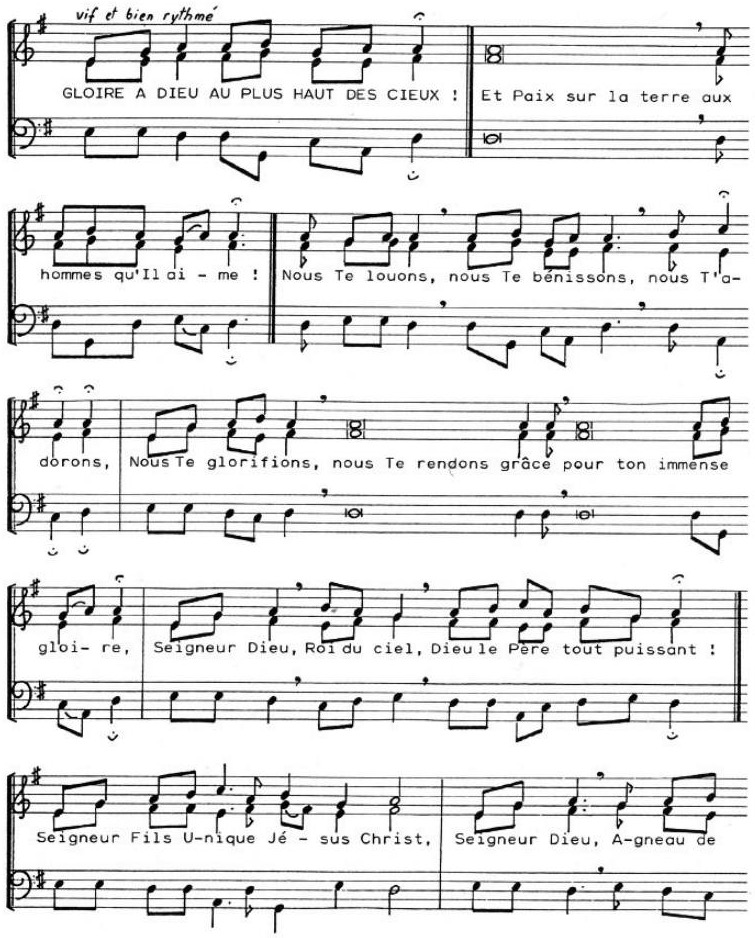 vif et bien rythmé
GLOIRE A DIEU AU PLUS HAUT DES CIEUX ! Et Paix sur la terre aux
hommes qu'Il ai - me ! Nous Te louons, nous Te bénissons, nous T'a-
dorons, Nous Te glorifions, nous Te rendons grâce pour ton immense
gloi- re, Seigneur Dieu, Roi du ciel, Dieu le Père tout puissant !
Seigneur Fils U-nique Jé - sus Christ, Seigneur Dieu, A-gneau de